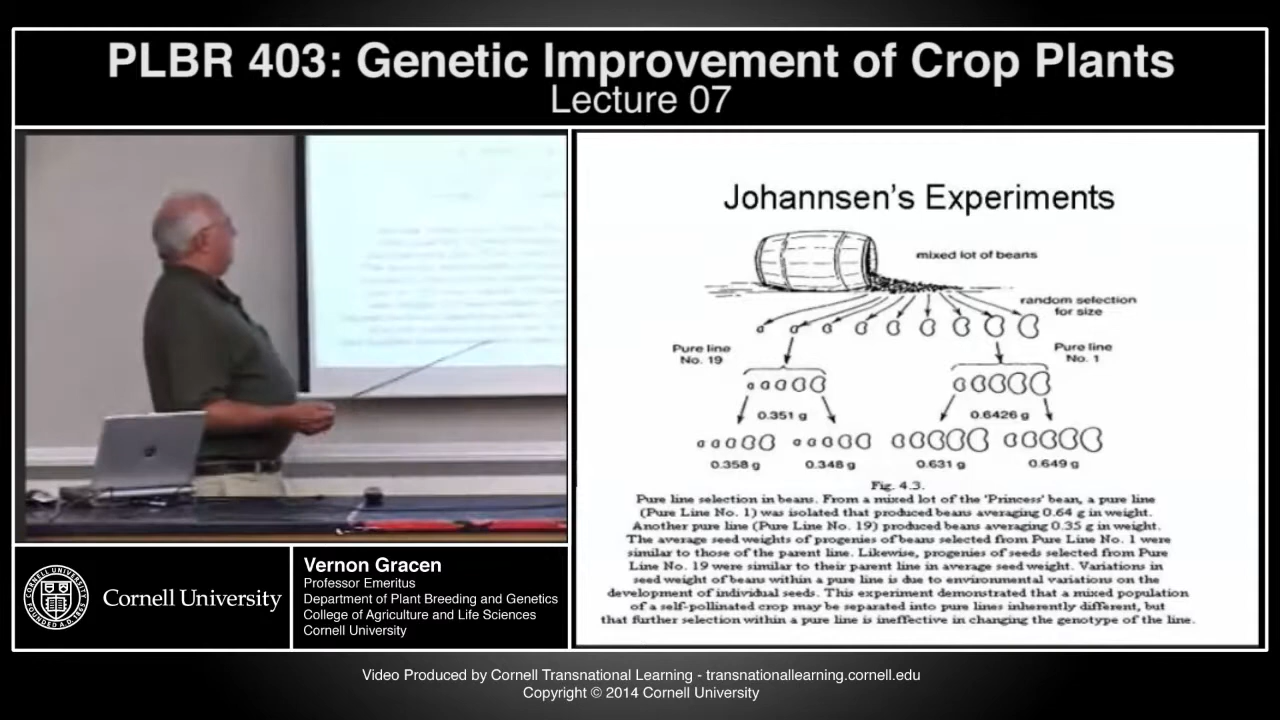 PLBR 403: Genetic Improvement of Crop Plants
Lecture 07
Johannsen's Experiments
mixed lot of beans
random selection
for size
Pure line
No. 19
Pure line
No. 1
0.351 g
0.6426 g
0.358 g
0.348 g
0.631 g
0.649 g
Fig. 4.3.
Pure line selection in beans. From a mixed lot of the 'Princess' bean, a pure line
(Pure Line No. 1) was isolated that produced beans averaging 0.64 g in weight.
Another pure line (Pure Line No. 19) produced beans averaging 0.35 g in weight.
The average seed weights of progenies of beans selected from Pure Line No. 1 were
similar to those of the parent line. Likewise, progenies of seeds selected from Pure
Line No. 19 were similar to their parent line in average seed weight. Variations in
seed weight of beans within a pure line is due to environmental variations on the
development of individual seeds. This experiment demonstrated that a mixed population
of a self-pollinated crop may be separated into pure lines inherently different, but
that further selection within a pure line is ineffective in changing the genotype of the line.
Cornell University
Vernon Gracen
Professor Emeritus
Department of Plant Breeding and Genetics
College of Agriculture and Life Sciences
Cornell University
Video Produced by Cornell Transnational Learning - transnationallearning.cornell.edu
Copyright © 2014 Cornell University